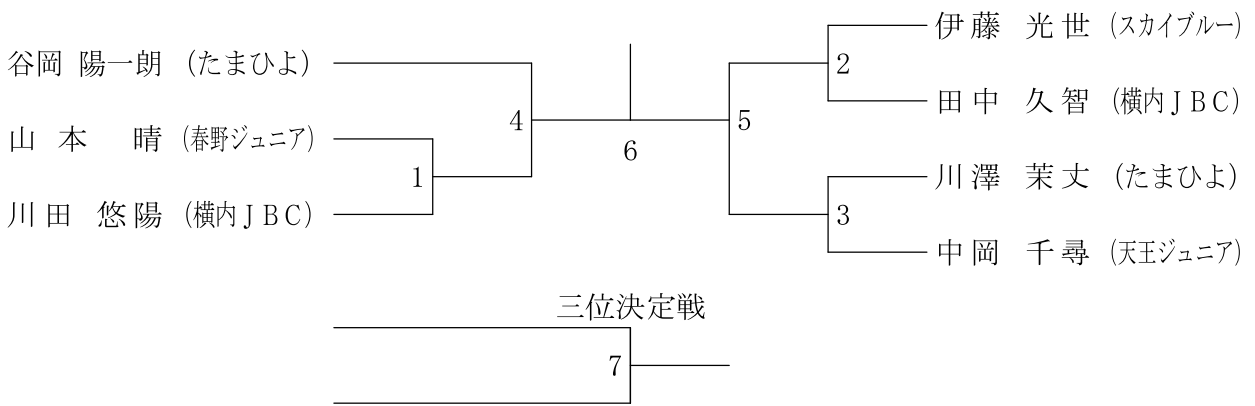 谷岡 陽一朗 (たまひよ)
4
山本 晴 (春野ジュニア)
1
川田 悠陽 (横内JBC)
6
伊藤 光世 (スカイブルー)
2
田中 久智 (横内JBC)
5
川澤 茉丈 (たまひよ)
3
中岡 千尋 (天王ジュニア)
三位決定戦
7